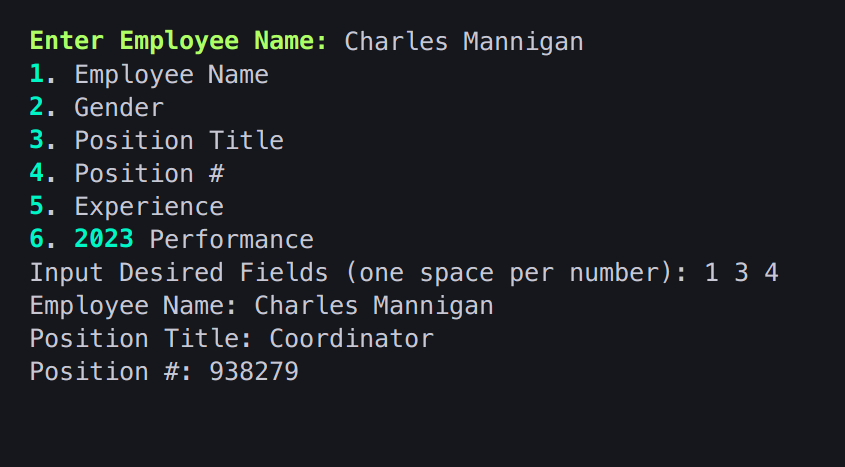 Enter Employee Name: Charles Mannigan
1. Employee Name
2. Gender
3. Position Title
4. Position #
5. Experience
6. 2023 Performance
Input Desired Fields (one space per number): 1 3 4
Employee Name: Charles Mannigan
Position Title: Coordinator
Position #: 938279